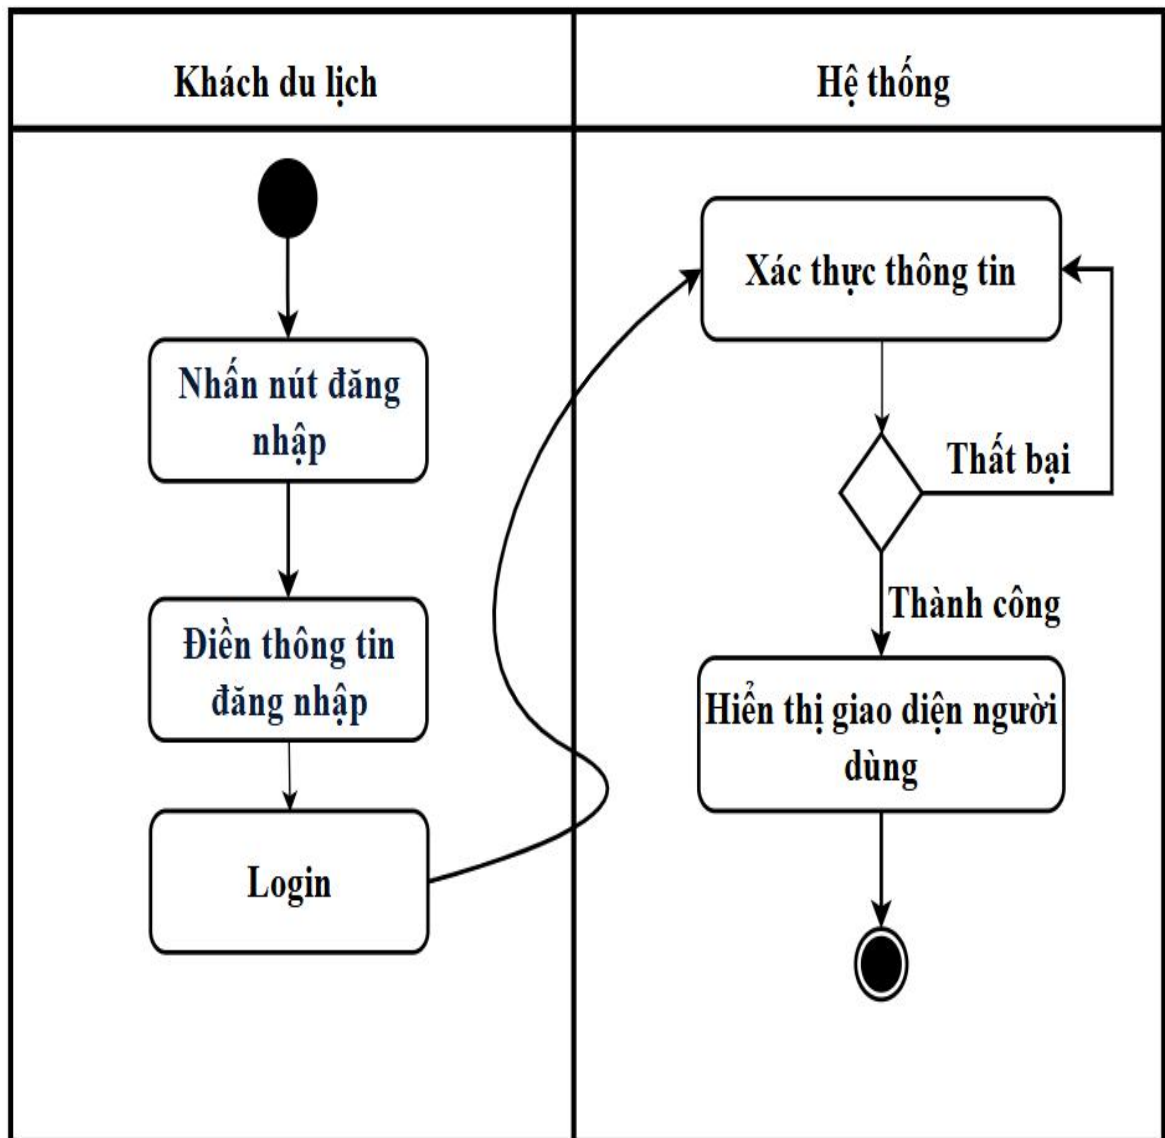 Khách du lịch
Hệ thống
Nhấn nút đăng
nhập
Điền thông tin
đăng nhập
Login
Xác thực thông tin
Thất bại
Thành công
Hiển thị giao diện người
dùng